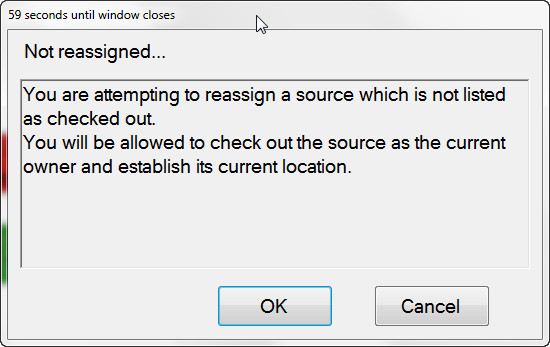 59 seconds until window closes
Not reassigned...
You are attempting to reassign a source which is not listed
as checked out.
You will be allowed to check out the source as the current
owner and establish its current location.
OK
Cancel